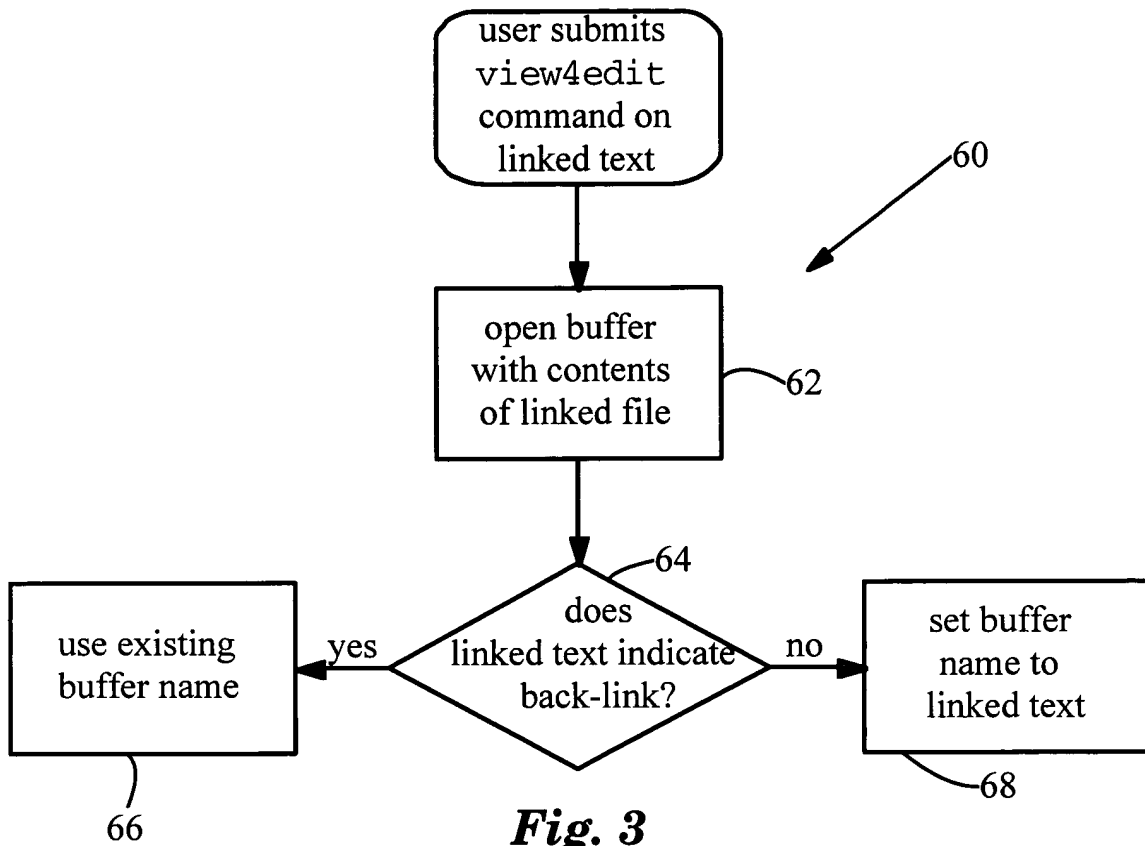 user submits
view4edit
command on
linked text
60
open buffer
with contents
of linked file
62
64
does
linked text indicate
back-link?
yes
no
use existing
buffer name
set buffer
name to
linked text
66
68
Fig. 3